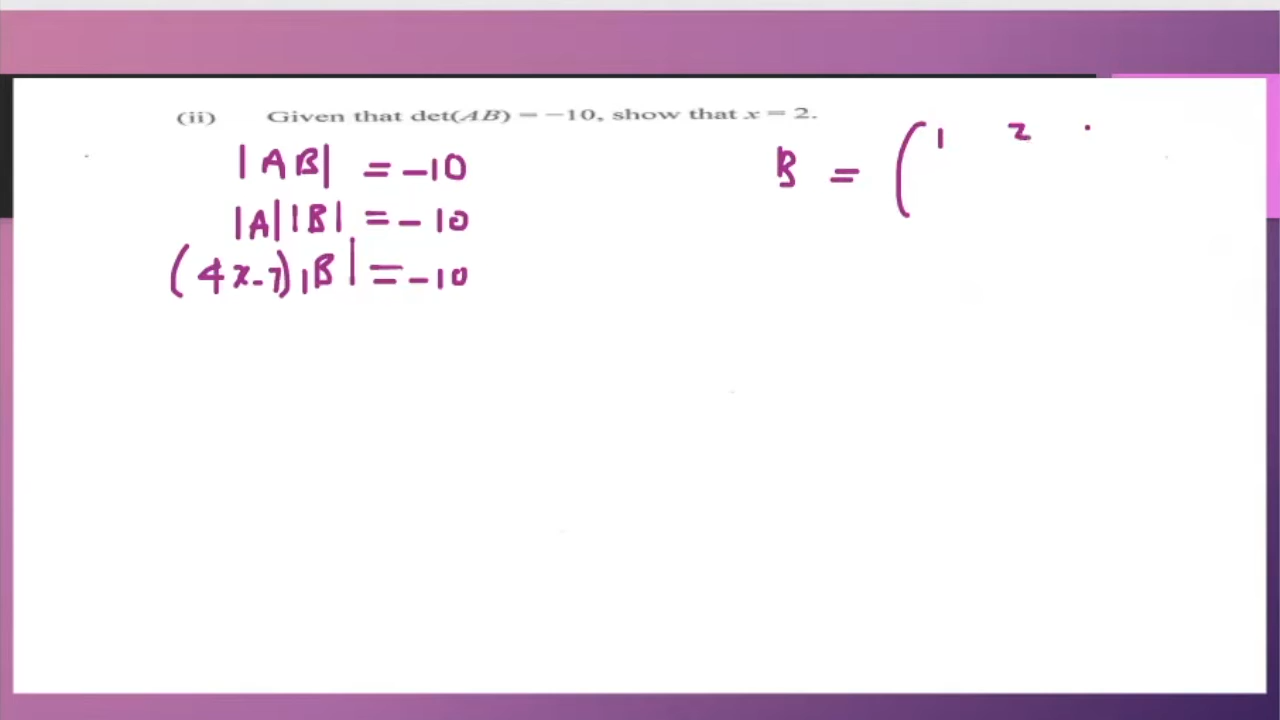 (ii) Given that det(AB) = −10, show that x = 2.
|AB| = -10
|A||B| = -10
(4x-7)|B| = -10
B = ( 1 2